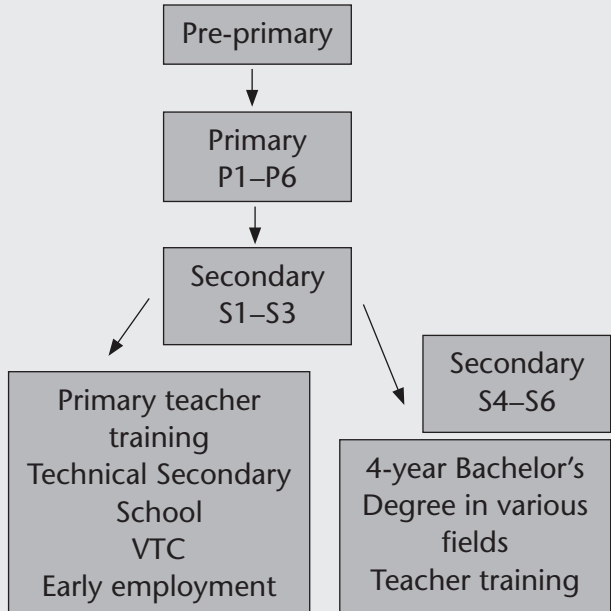 Pre-primary
Primary
P1–P6
Secondary
S1–S3
Primary teacher
training
Technical Secondary
School
VTC
Early employment
Secondary
S4–S6
4-year Bachelor's
Degree in various
fields
Teacher training